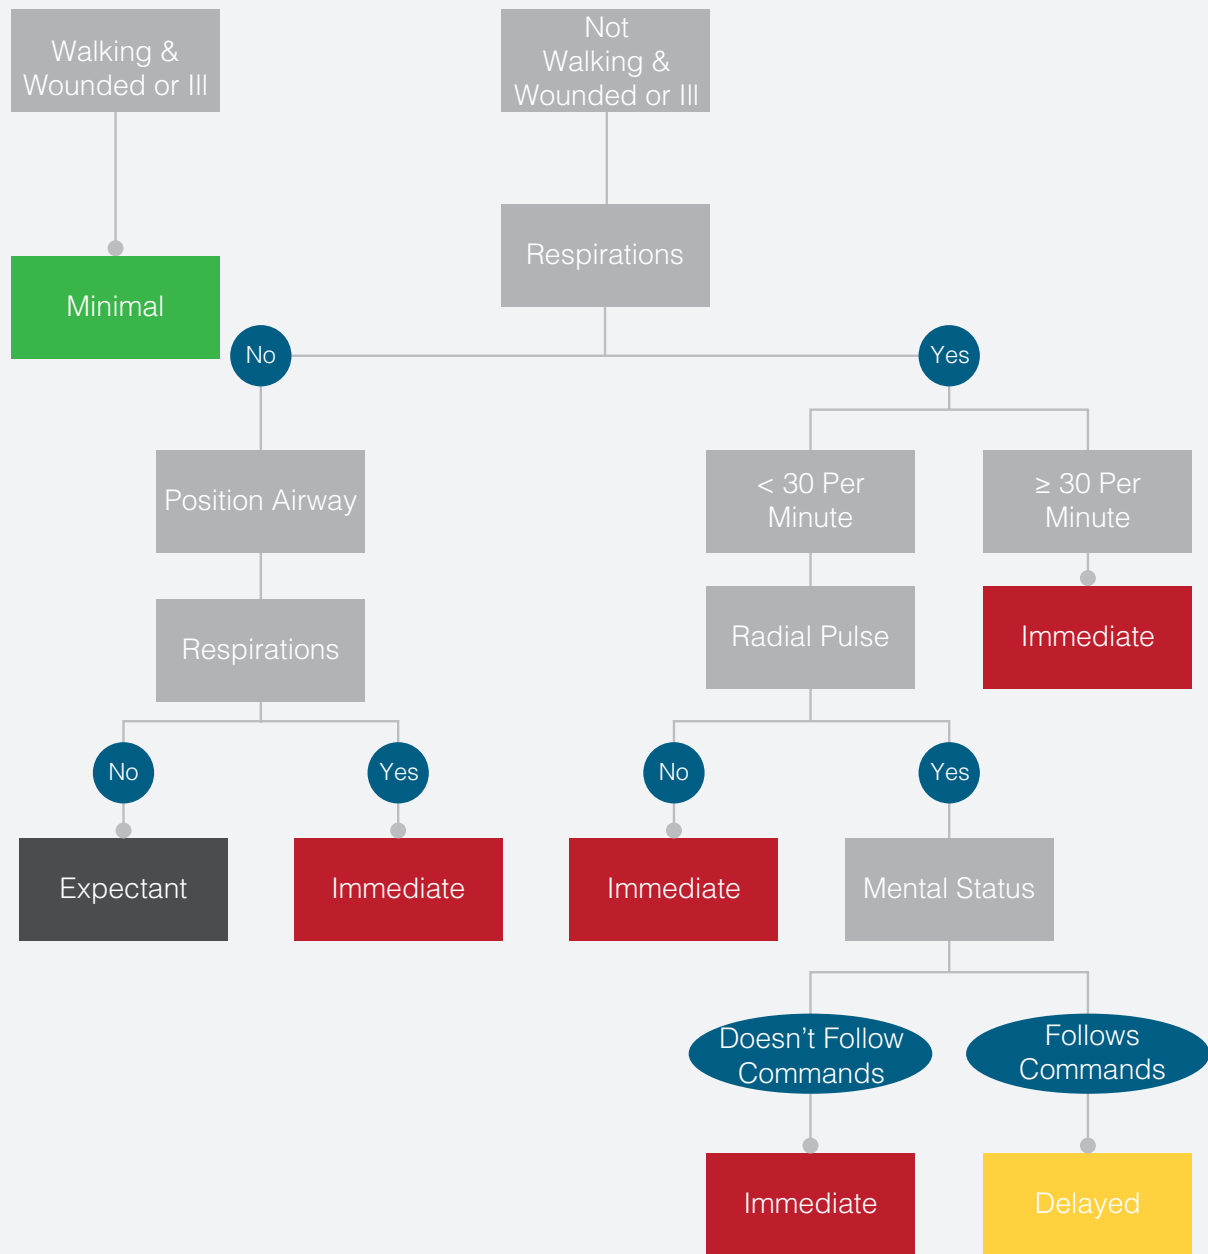 Walking &
Wounded or Ill
Not
Walking &
Wounded or Ill
Respirations
Minimal
No
Yes
Position Airway
< 30 Per
Minute
≥ 30 Per
Minute
Respirations
Radial Pulse
Immediate
No
Yes
No
Yes
Expectant
Immediate
Immediate
Mental Status
Doesn’t Follow
Commands
Follows
Commands
Immediate
Delayed